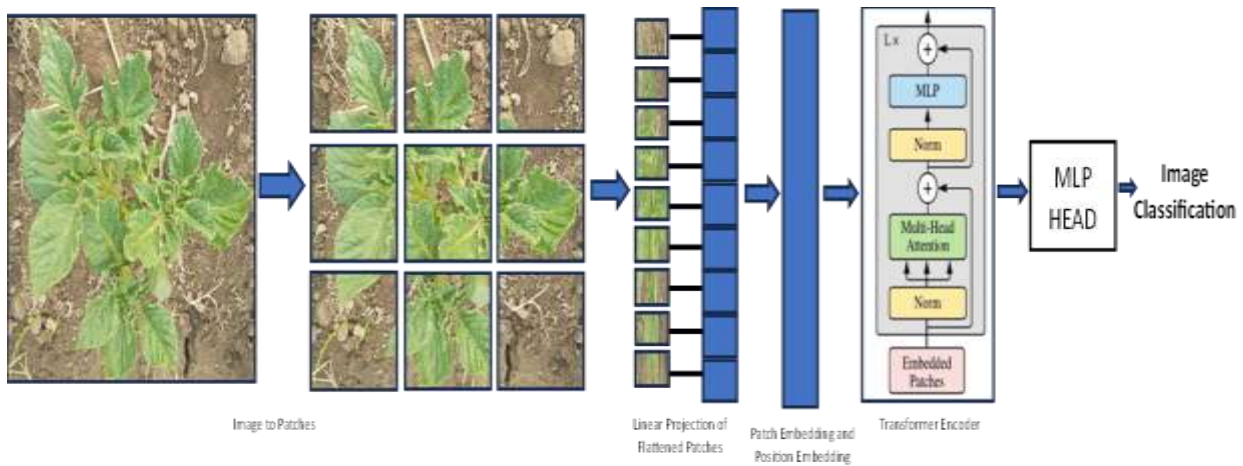 L×
+
MLP
Norm
+
Multi-Head
Attention
Norm
Embedded
Patches
MLP
HEAD
Image
Classification
Image to Patches
Linear Projection of
Flattened Patches
Patch Embedding and
Position Embedding
Transformer Encoder